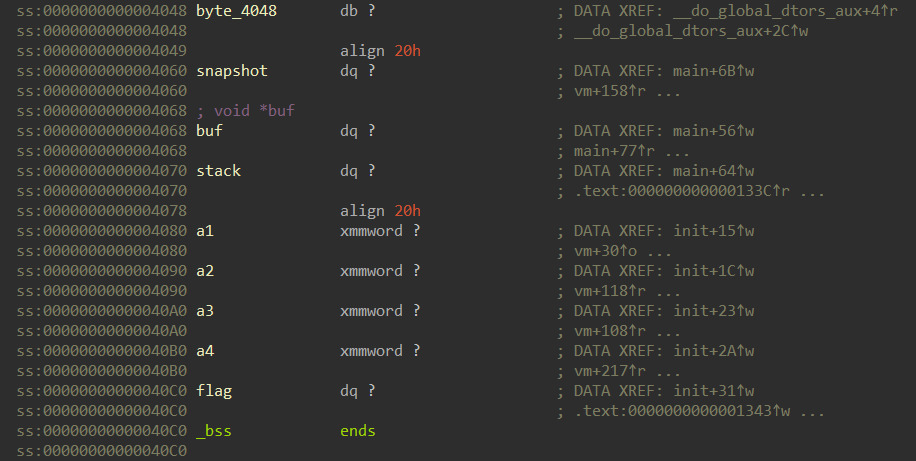 ss:0000000000004048 byte_4048 db ? ; DATA XREF: __do_global_dtors_aux+4↑r
ss:0000000000004048 ; __do_global_dtors_aux+2C↑w
ss:0000000000004049 align 20h
ss:0000000000004060 snapshot dq ? ; DATA XREF: main+6B↑w
ss:0000000000004060 ; vm+158↑r ...
ss:0000000000004068 ; void *buf
ss:0000000000004068 buf dq ? ; DATA XREF: main+56↑w
ss:0000000000004068 ; main+77↑r ...
ss:0000000000004070 stack dq ? ; DATA XREF: main+64↑w
ss:0000000000004070 ; .text:000000000000133C↑r ...
ss:0000000000004078 align 20h
ss:0000000000004080 a1 xmmword ? ; DATA XREF: init+15↑w
ss:0000000000004080 ; vm+30↑o ...
ss:0000000000004090 a2 xmmword ? ; DATA XREF: init+1C↑w
ss:0000000000004090 ; vm+118↑r ...
ss:00000000000040A0 a3 xmmword ? ; DATA XREF: init+23↑w
ss:00000000000040A0 ; vm+108↑r ...
ss:00000000000040B0 a4 xmmword ? ; DATA XREF: init+2A↑w
ss:00000000000040B0 ; vm+217↑r ...
ss:00000000000040C0 flag dq ? ; DATA XREF: init+31↑w
ss:00000000000040C0 ; .text:0000000000001343↑w ...
ss:00000000000040C0 _bss ends
ss:00000000000040C0